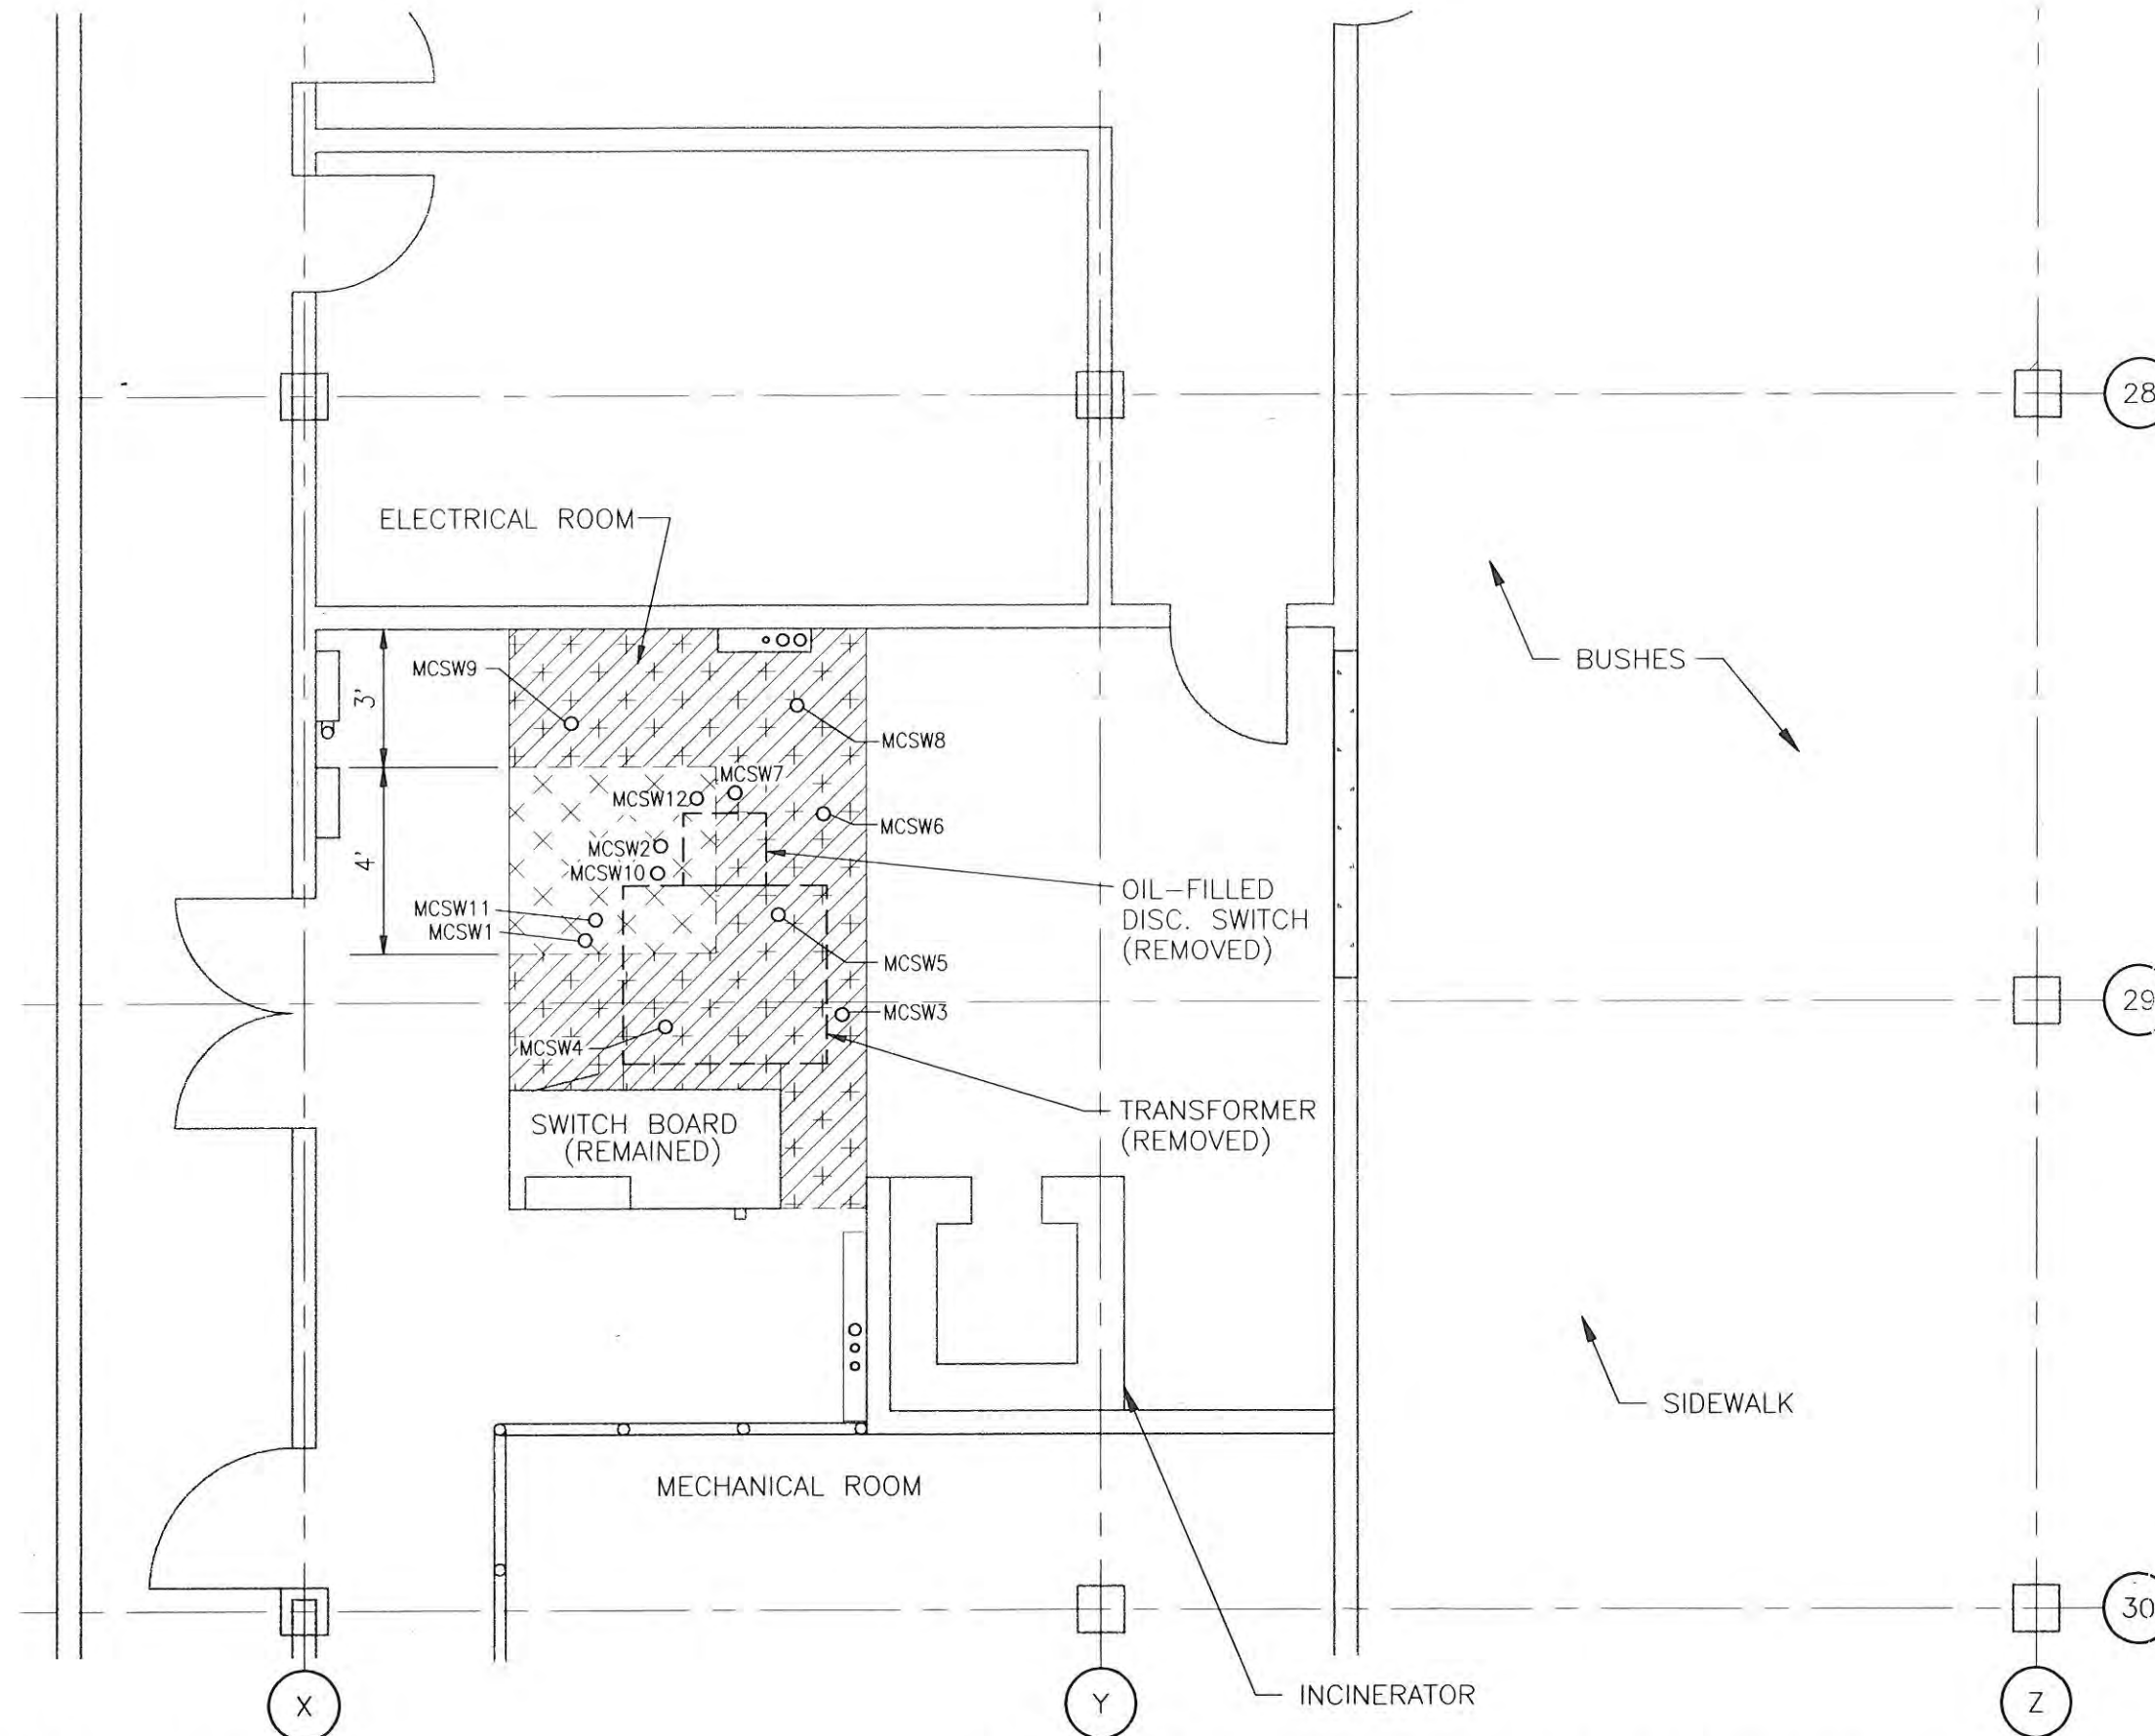 28
ELECTRICAL ROOM
BUSHES
3'
MCSW9
MCSW8
MCSW7
MCSW12
MCSW6
MCSW2
4'
MCSW10
OIL-FILLED
DISC. SWITCH
(REMOVED)
MCSW11
MCSW1
MCSW5
29
MCSW3
MCSW4
TRANSFORMER
(REMOVED)
SWITCH BOARD
(REMAINED)
SIDEWALK
MECHANICAL ROOM
30
INCINERATOR
X
Y
Z